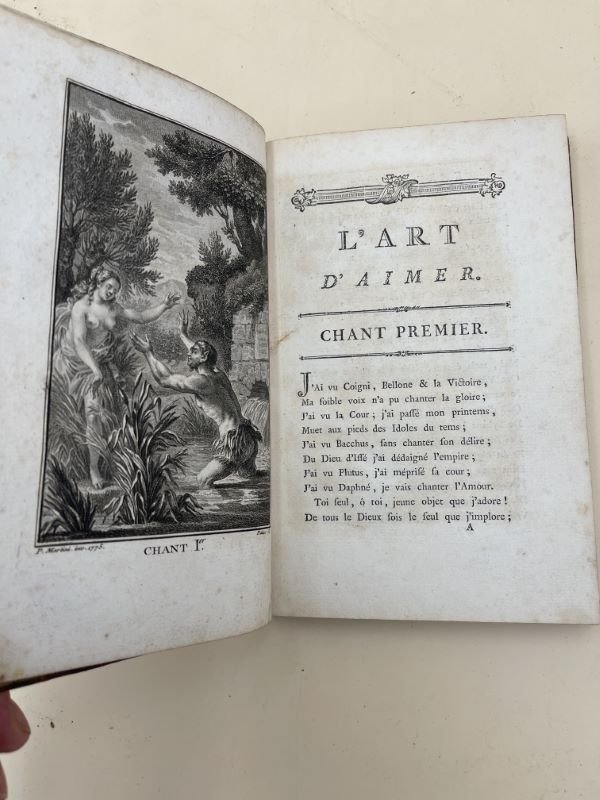 P. Martini inv. 1775.
CHANT Ier.
L'ART
D'AIMER.
CHANT PREMIER.
J'Ai vu Coigni, Bellone & la Victoire,
Ma foible voix n'a pu chanter la gloire;
J'ai vu la Cour; j'ai passé mon printems,
Muet aux pieds des Idoles du tems;
J'ai vu Bacchus, sans chanter son délire;
Du Dieu d'Issé j'ai dédaigné l'empire;
J'ai vu Plutus, j'ai méprisé sa cour;
J'ai vu Daphné, je vais chanter l'Amour.
Toi seul, ô toi, jeune objet que j'adore!
De tous le Dieux sois le seul que j'implore;
A